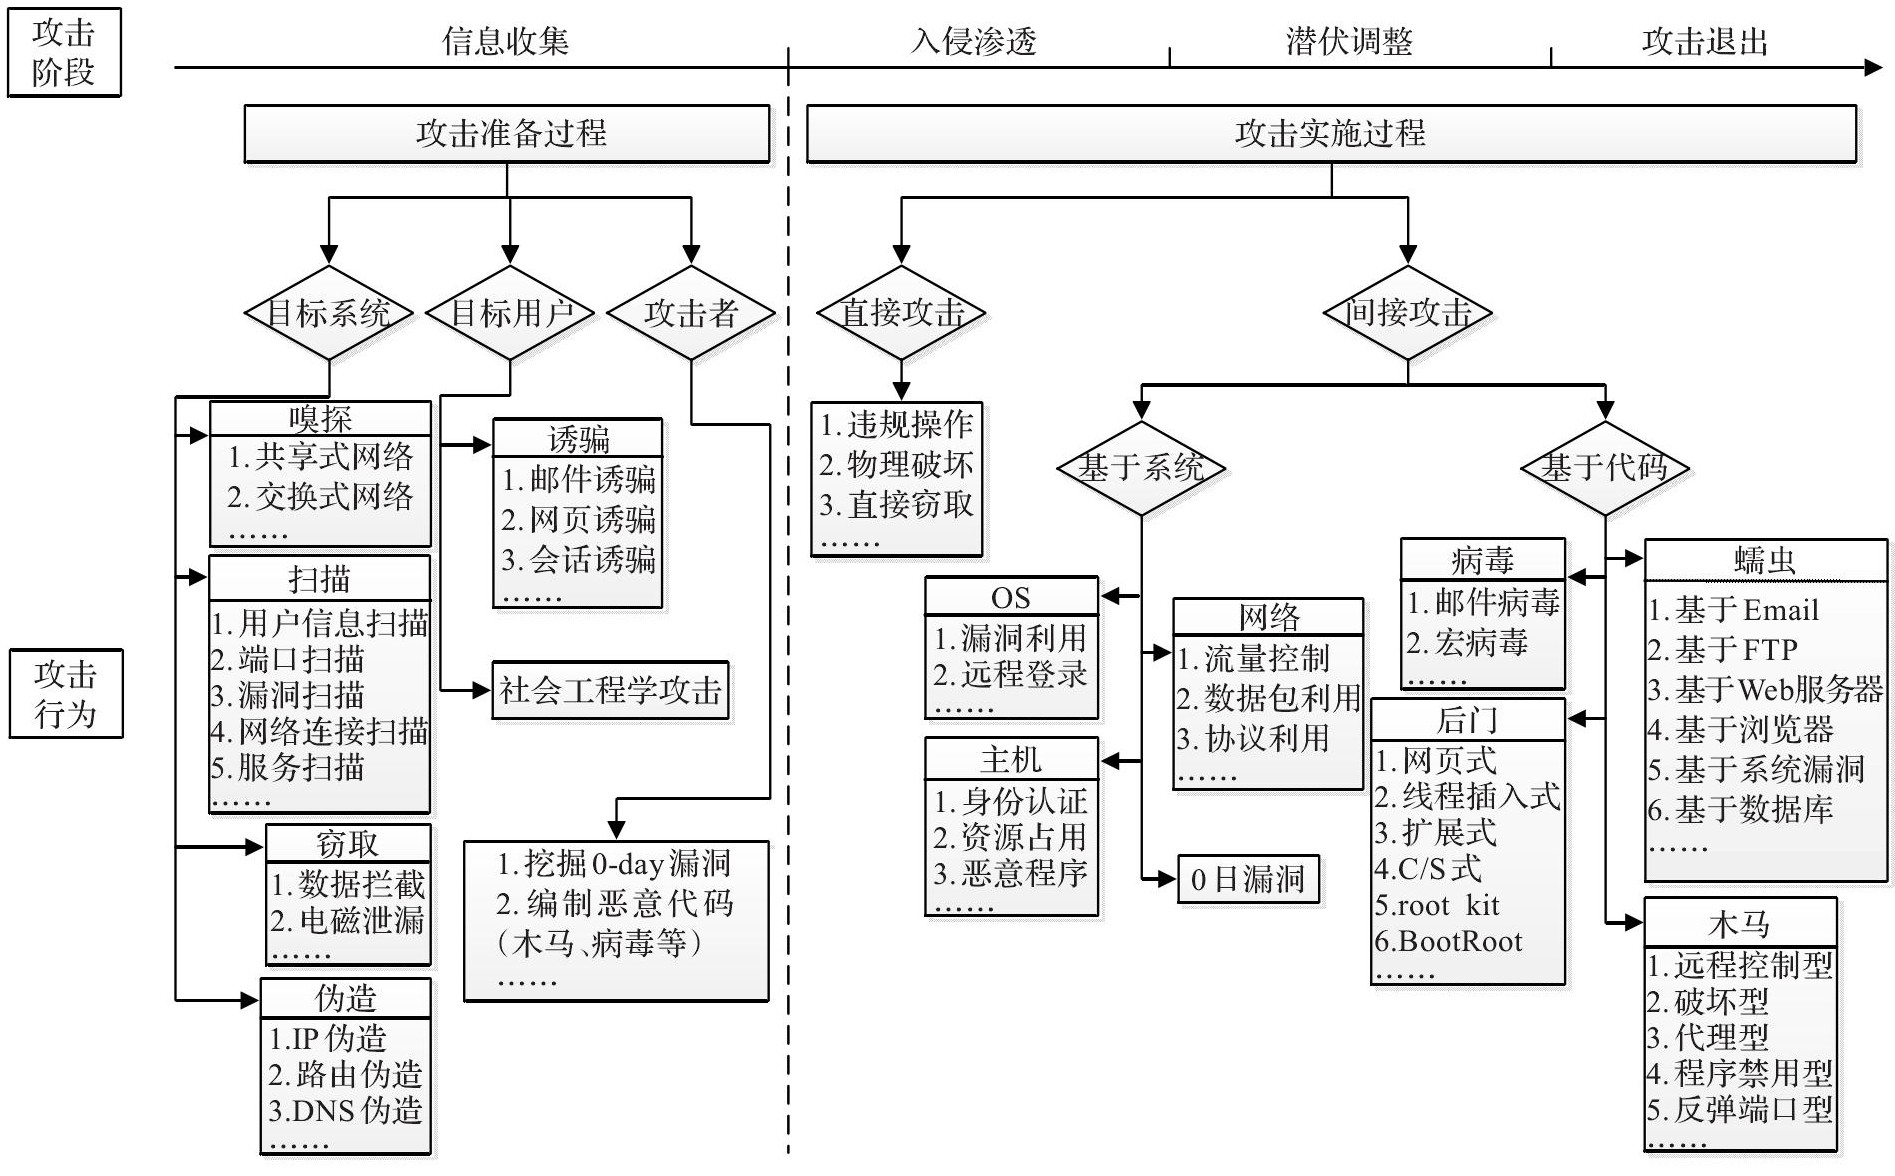 攻击
阶段
信息收集
入侵渗透
潜伏调整
攻击退出
攻击准备过程
攻击实施过程
目标系统
目标用户
攻击者
直接攻击
间接攻击
嗅探
1.共享式网络
2.交换式网络
……
扫描
1.用户信息扫描
2.端口扫描
3.漏洞扫描
4.网络连接扫描
5.服务扫描
……
窃取
1.数据拦截
2.电磁泄漏
……
伪造
1.IP伪造
2.路由伪造
3.DNS伪造
……
诱骗
1.邮件诱骗
2.网页诱骗
3.会话诱骗
……
社会工程学攻击
1.挖掘0-day漏洞
2.编制恶意代码
(木马、病毒等)
……
1.违规操作
2.物理破坏
3.直接窃取
……
基于系统
基于代码
OS
1.漏洞利用
2.远程登录
……
主机
1.身份认证
2.资源占用
3.恶意程序
……
网络
1.流量控制
2.数据包利用
3.协议利用
……
0日漏洞
病毒
1.邮件病毒
2.宏病毒
……
后门
1.网页式
2.线程插入式
3.扩展式
4.C/S式
5.root kit
6.BootRoot
……
蠕虫
1.基于Email
2.基于FTP
3.基于Web服务器
4.基于浏览器
5.基于系统漏洞
6.基于数据库
……
木马
1.远程控制型
2.破坏型
3.代理型
4.程序禁用型
5.反弹端口型
……
攻击
行为